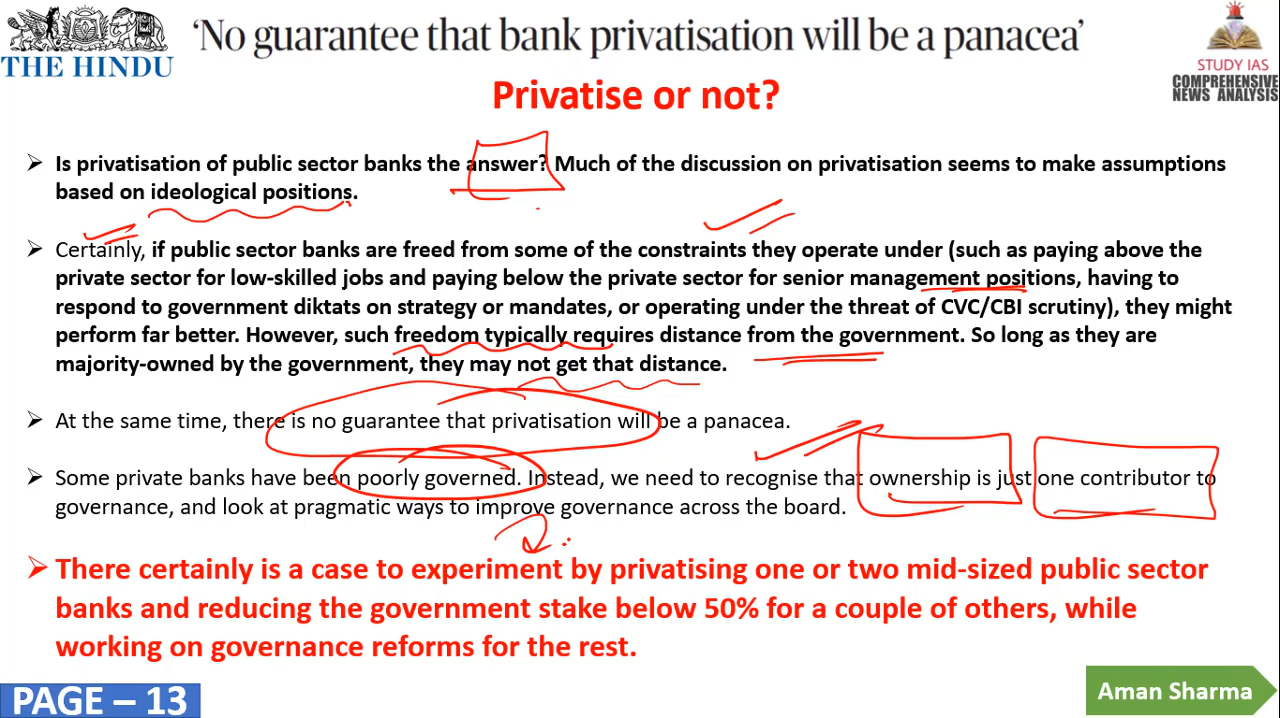 THE HINDU
'No guarantee that bank privatisation will be a panacea'
STUDY IAS
COMPREHENSIVE
NEWS ANALYSIS
Privatise or not?
➢ Is privatisation of public sector banks the answer? Much of the discussion on privatisation seems to make assumptions
based on ideological positions.
➢ Certainly, if public sector banks are freed from some of the constraints they operate under (such as paying above the
private sector for low-skilled jobs and paying below the private sector for senior management positions, having to
respond to government diktats on strategy or mandates, or operating under the threat of CVC/CBI scrutiny), they might
perform far better. However, such freedom typically requires distance from the government. So long as they are
majority-owned by the government, they may not get that distance.
➢ At the same time, there is no guarantee that privatisation will be a panacea.
➢ Some private banks have been poorly governed. Instead, we need to recognise that ownership is just one contributor to
governance, and look at pragmatic ways to improve governance across the board.
➢ There certainly is a case to experiment by privatising one or two mid-sized public sector
banks and reducing the government stake below 50% for a couple of others, while
working on governance reforms for the rest.
PAGE – 13
Aman Sharma